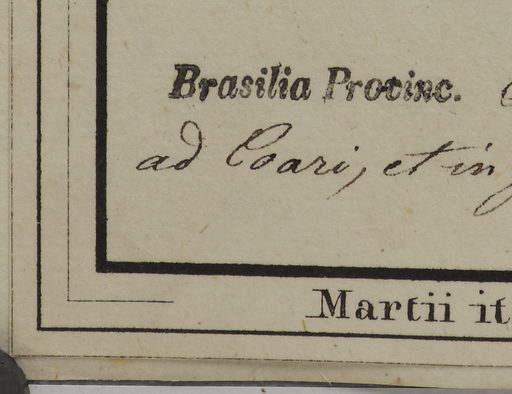 Brasilia Provinc.
ad Coari, et in
Martii it